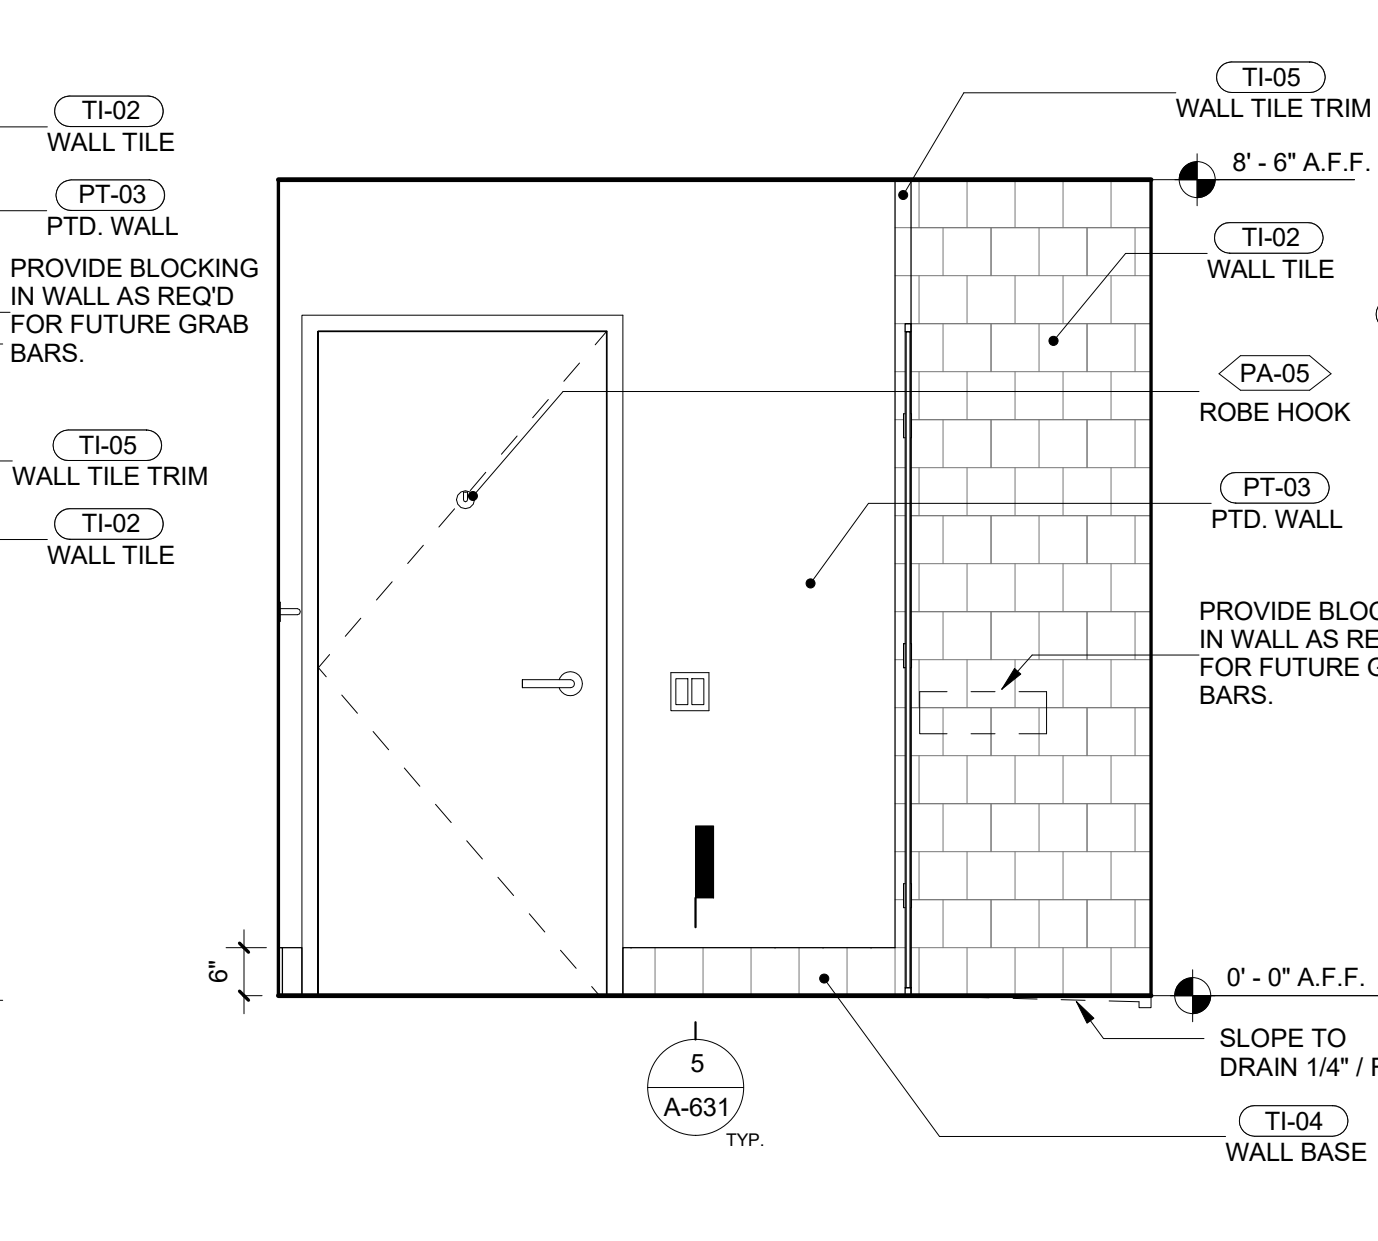 TI-02
WALL TILE
PT-03
PTD. WALL
PROVIDE BLOCKING
IN WALL AS REQ'D
FOR FUTURE GRAB
BARS.
TI-05
WALL TILE TRIM
TI-02
WALL TILE
6"
5
A-631
TYP.
TI-05
WALL TILE TRIM
8' - 6" A.F.F.
TI-02
WALL TILE
PA-05
ROBE HOOK
PT-03
PTD. WALL
PROVIDE
IN WALL AS
FOR FUTURE
BARS.
0' - 0" A.F.F.
SLOPE TO
DRAIN 1/4" /
TI-04
WALL BASE